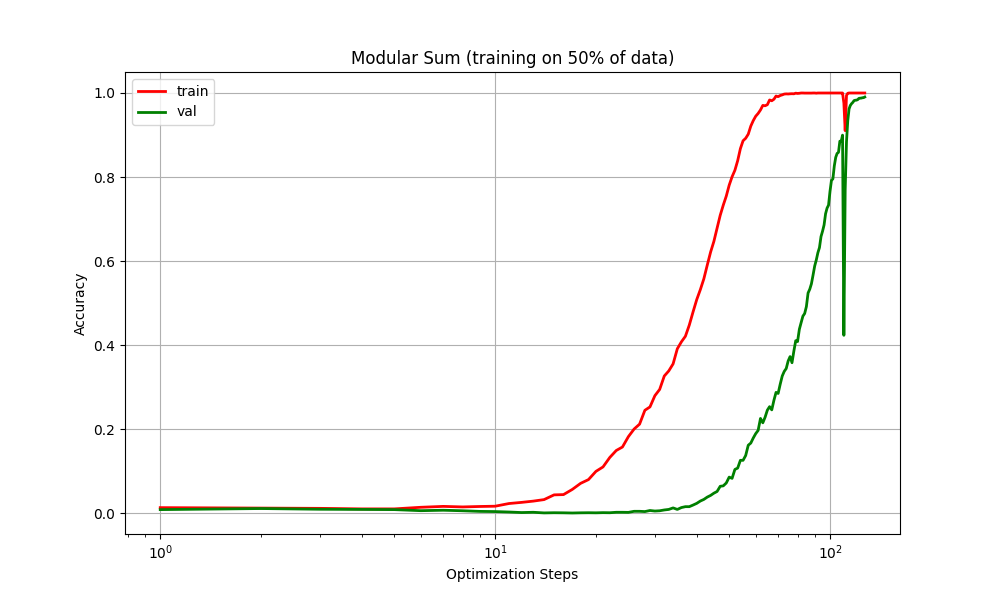 Modular Sum (training on 50% of data)
train
val
1.0
0.8
0.6
0.4
0.2
0.0
Accuracy
10⁰
10¹
10²
Optimization Steps